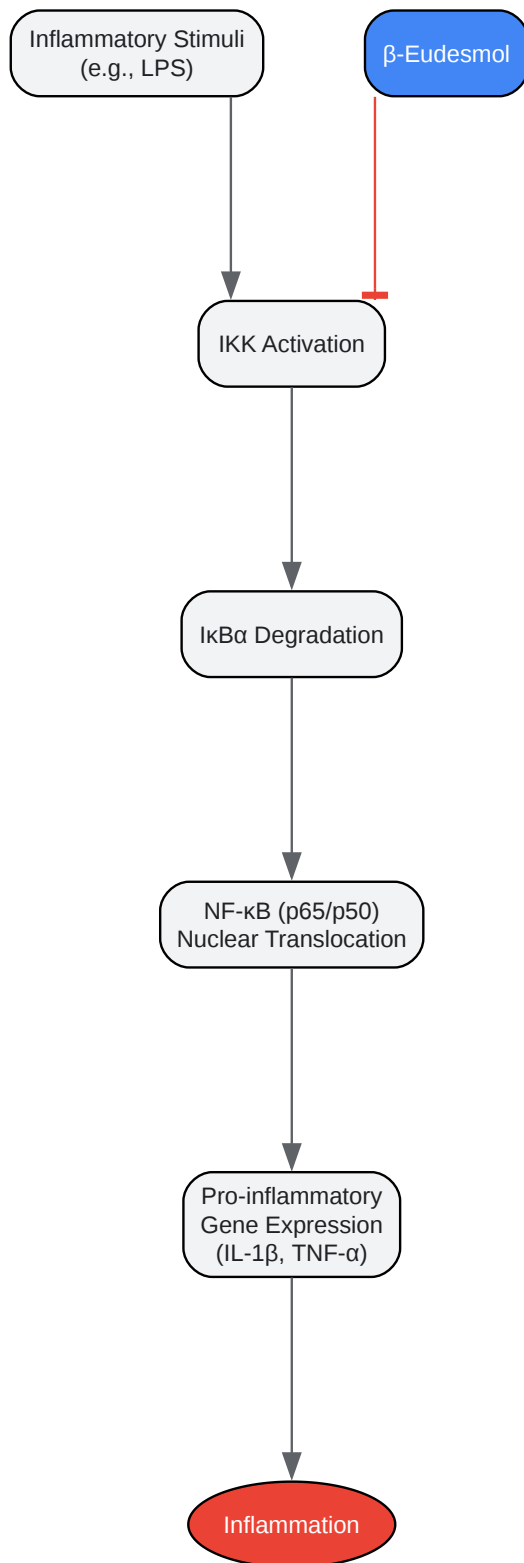 Inflammatory Stimuli
(e.g., LPS)
β-Eudesmol
IKK Activation
IκBα Degradation
NF-κB (p65/p50)
Nuclear Translocation
Pro-inflammatory
Gene Expression
(IL-1β, TNF-α)
Inflammation